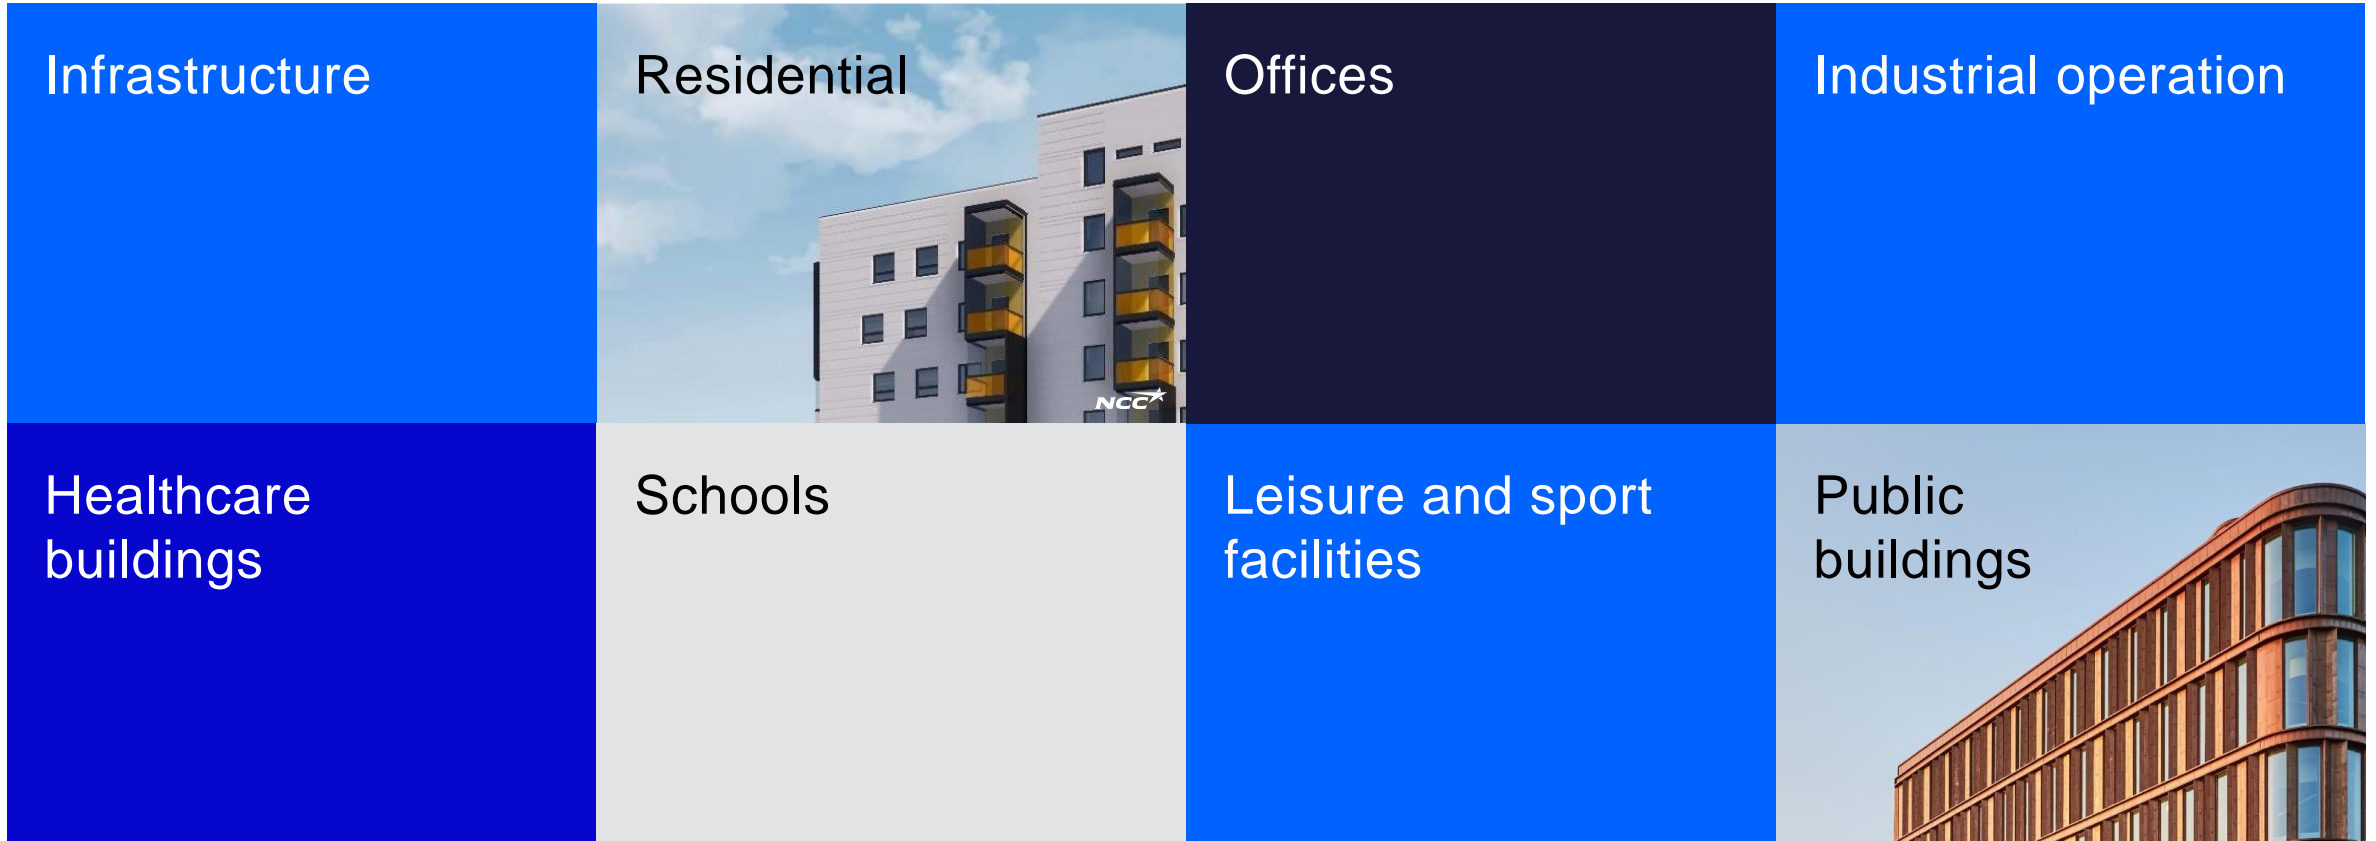 Infrastructure
Residential
Offices
Industrial operation
NCC
Healthcare
buildings
Schools
Leisure and sport
facilities
Public
buildings